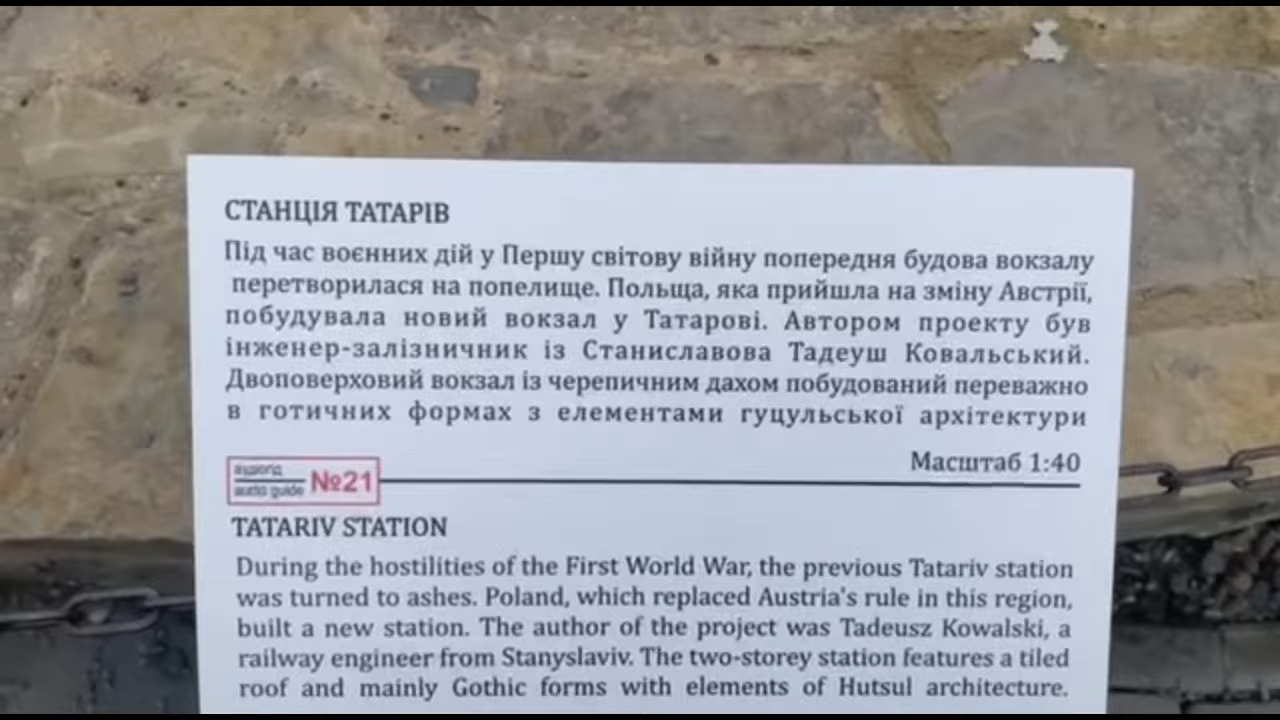 СТАНЦІЯ ТАТАРІВ
Під час воєнних дій у Першу світову війну попередня будова вокзалу
перетворилася на попелище. Польща, яка прийшла на зміну Австрії,
побудувала новий вокзал у Татарові. Автором проекту був
інженер-залізничник із Станиславова Тадеуш Ковальський.
Двоповерховий вокзал із черепичним дахом побудований переважно
в готичних формах з елементами гуцульської архітектури
Масштаб 1:40
аудіогід
audio guide
№21
TATARIV STATION
During the hostilities of the First World War, the previous Tatariv station
was turned to ashes. Poland, which replaced Austria's rule in this region,
built a new station. The author of the project was Tadeusz Kowalski, a
railway engineer from Stanyslaviv. The two-storey station features a tiled
roof and mainly Gothic forms with elements of Hutsul architecture.